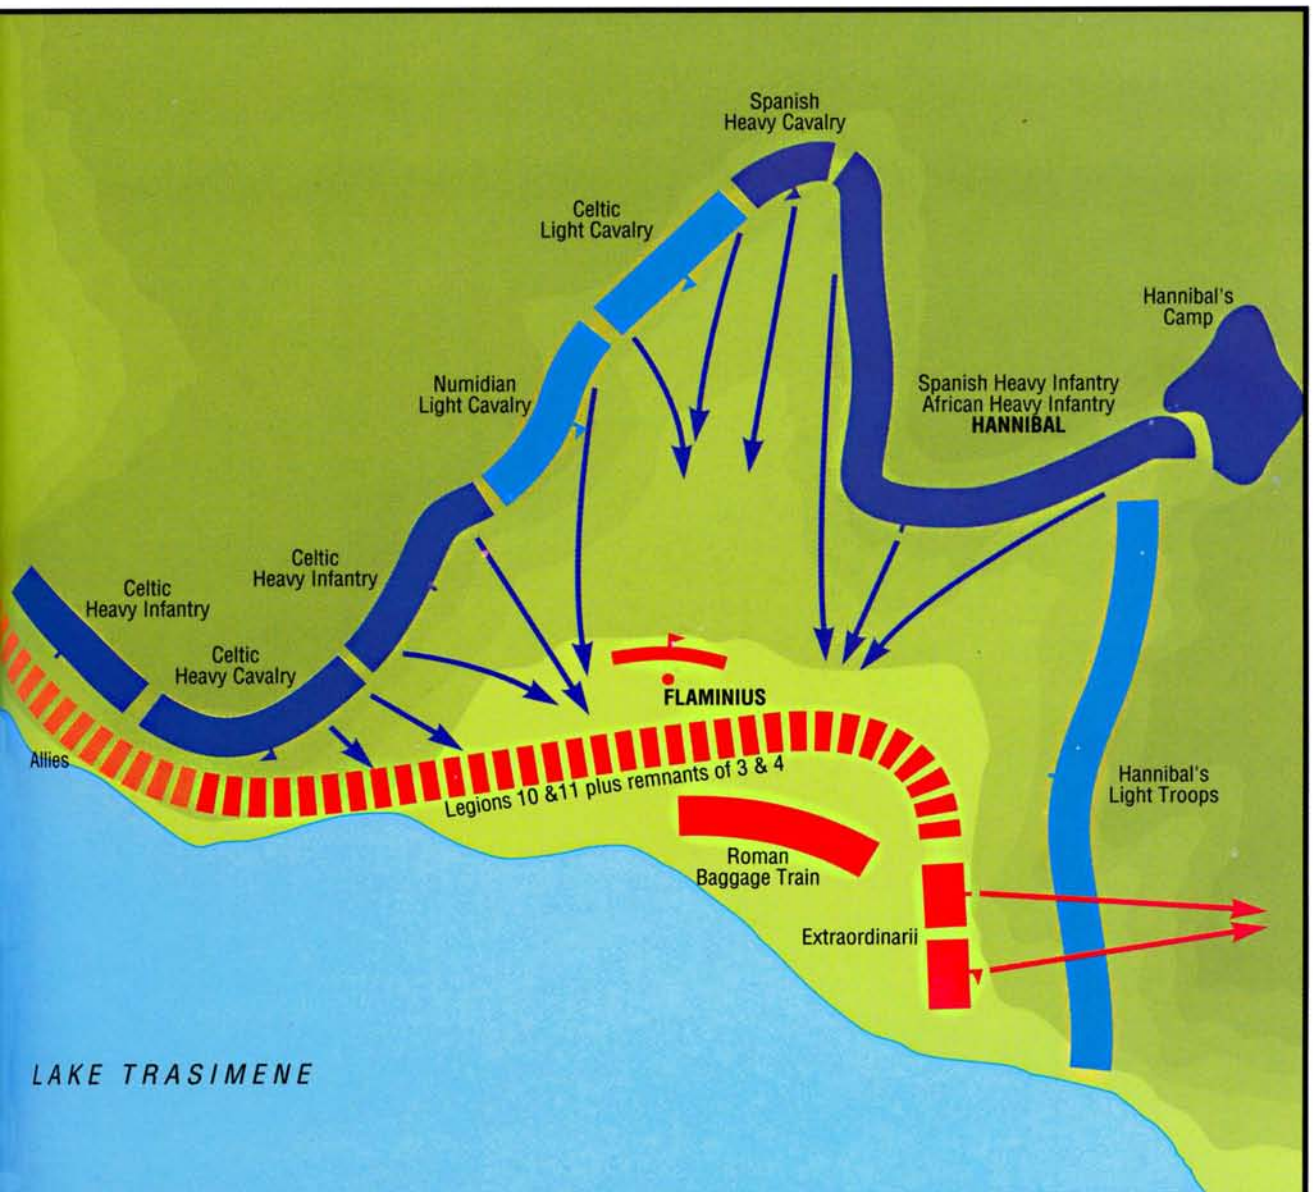 Spanish
Heavy Cavalry
Celtic
Light Cavalry
Hannibal's
Camp
Numidian
Light Cavalry
Spanish Heavy Infantry
African Heavy Infantry
HANNIBAL
Celtic
Heavy Infantry
Celtic
Heavy Infantry
Celtic
Heavy Cavalry
FLAMINIUS
Allies
Legions 10 &11 plus remnants of 3 & 4
Hannibal's
Light Troops
Roman
Baggage Train
Extraordinarii
LAKE TRASIMENE